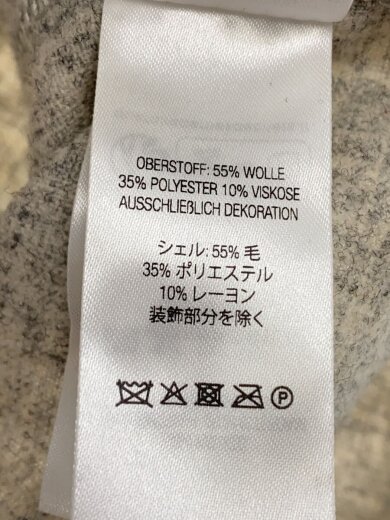 OBERSTOFF: 55% WOLLE
35% POLYESTER 10% VISKOSE
AUSSCHLIEßLICH DEKORATION
シェル: 55% 毛
35% ポリエステル
10% レーヨン
装飾部分を除く
P